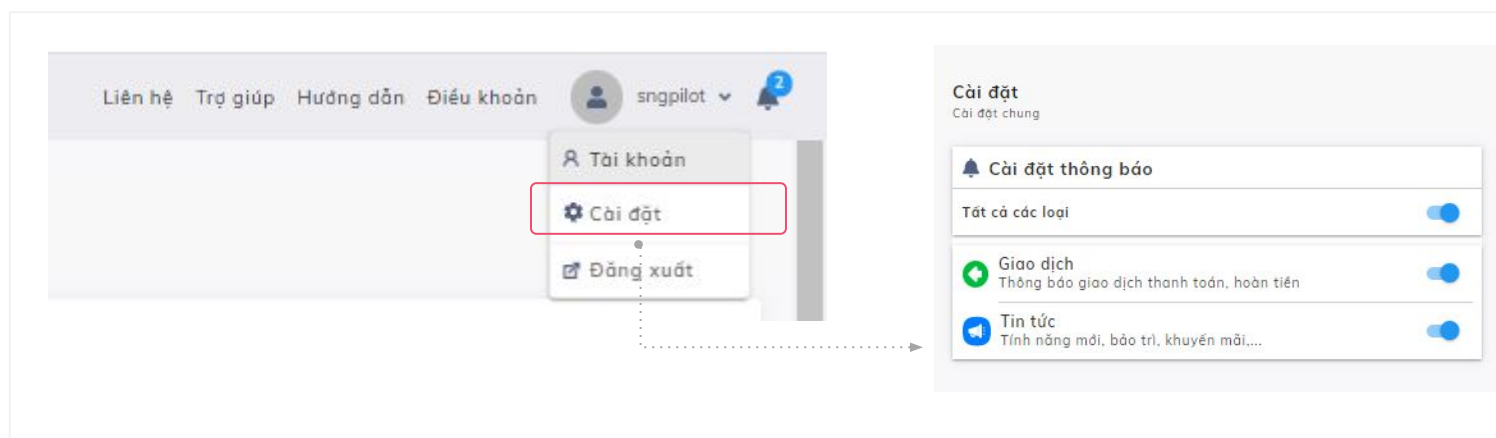 Liên hệ Trợ giúp Hướng dẫn Điều khoản sngpilot 2
Tài khoản
Cài đặt
Đăng xuất
Cài đặt
Cài đặt chung
Cài đặt thông báo
Tất cả các loại
Giao dịch
Thông báo giao dịch thanh toán, hoàn tiền
Tin tức
Tính năng mới, bảo trì, khuyến mãi,...